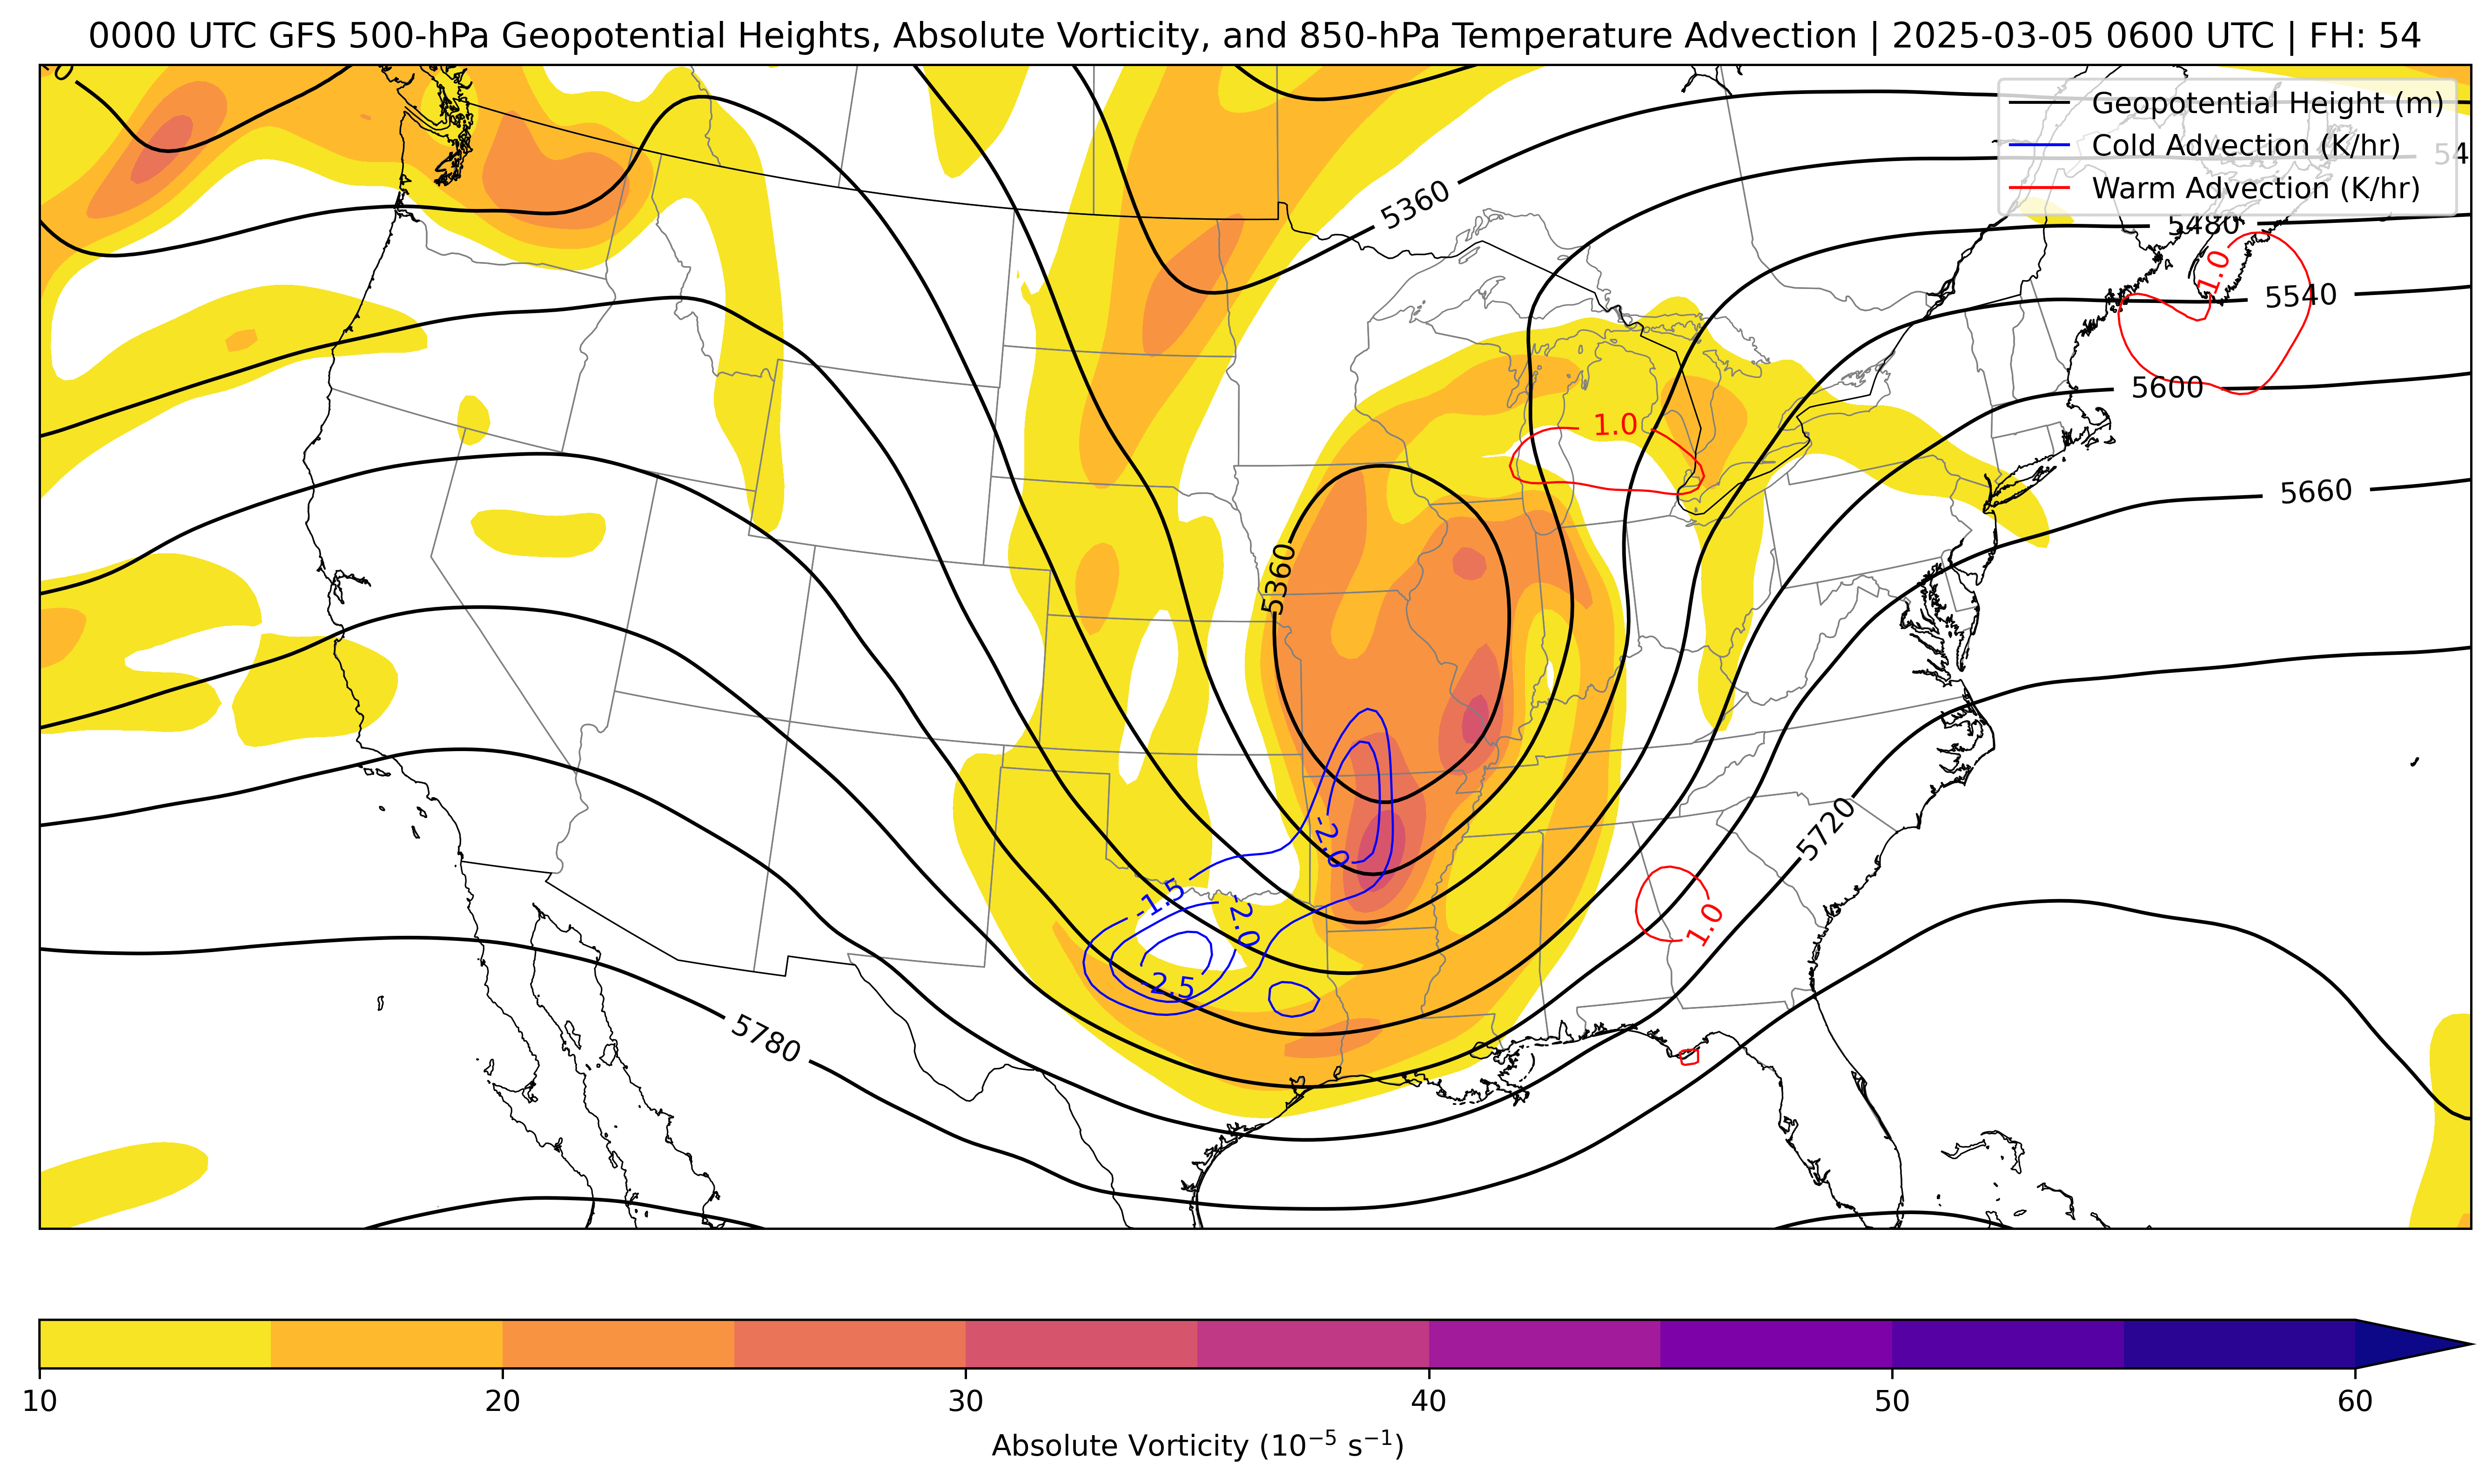 0000 UTC GFS 500-hPa Geopotential Heights, Absolute Vorticity, and 850-hPa Temperature Advection | 2025-03-05 0600 UTC | FH: 54
Geopotential Height (m)
Cold Advection (K/hr)
Warm Advection (K/hr)
5360
5480
1.0
5540
5600
1.0
5660
5360
5720
-2.0
-1.5
-2.0
-2.5
1.0
5780
10 20 30 40 50 60
Absolute Vorticity (10⁻⁵ s⁻¹)